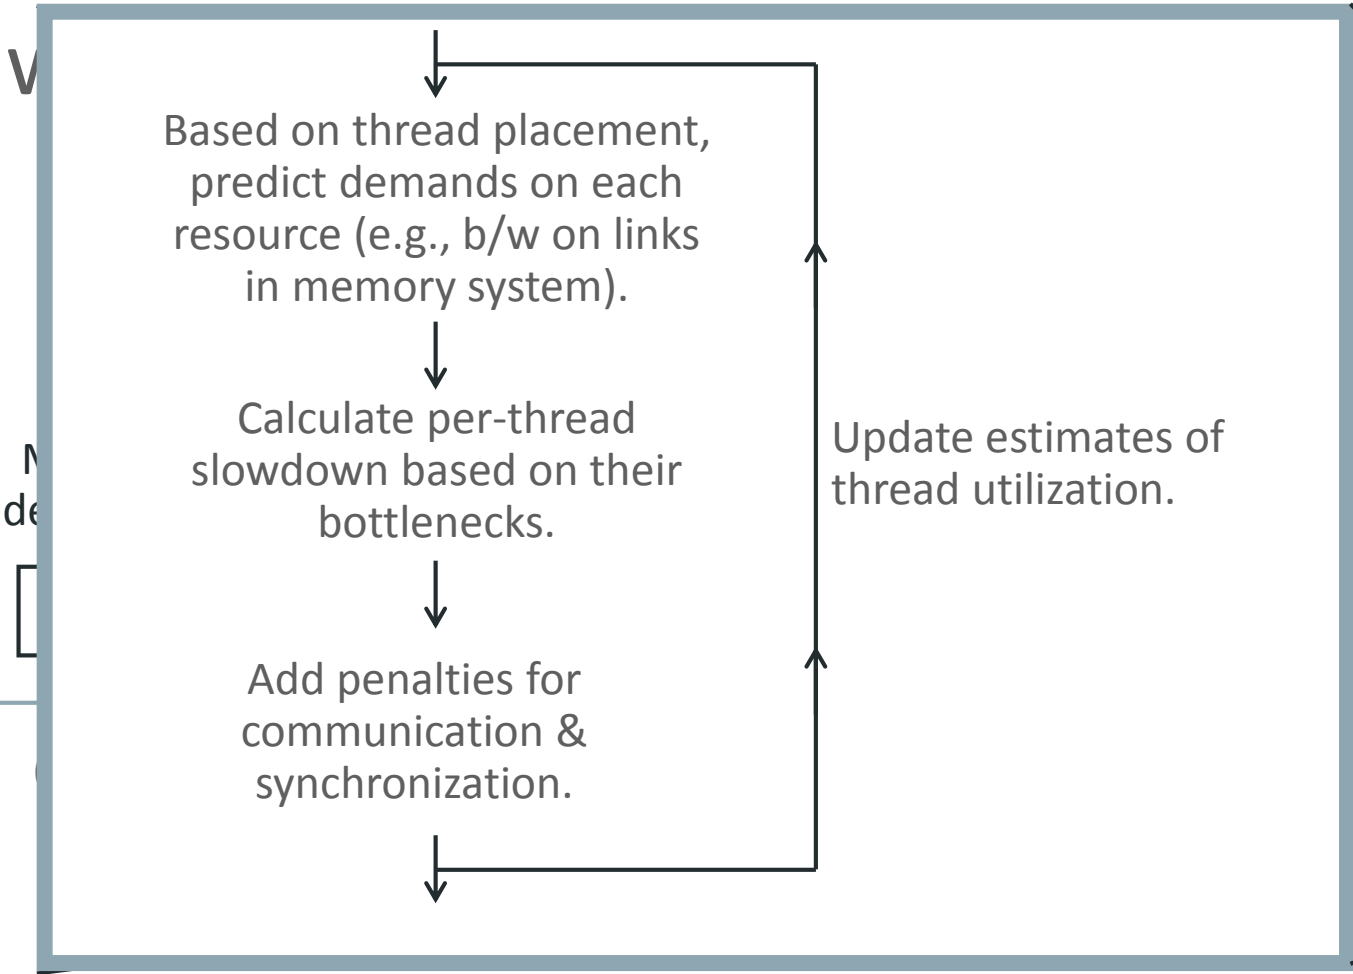 Based on thread placement,
predict demands on each
resource (e.g., b/w on links
in memory system).
Calculate per-thread
slowdown based on their
bottlenecks.
Update estimates of
thread utilization.
Add penalties for
communication &
synchronization.